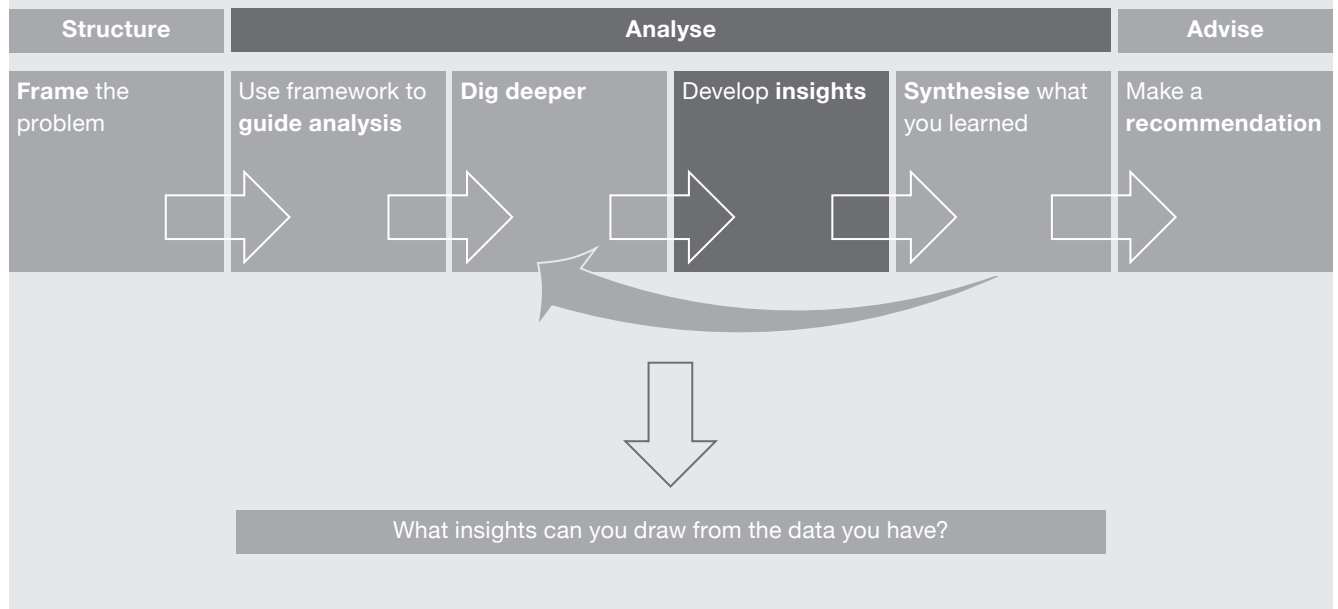 Structure
Analyse
Advise
Frame the
problem
Use framework to
guide analysis
Dig deeper
Develop insights
Synthesise what
you learned
Make a
recommendation
What insights can you draw from the data you have?